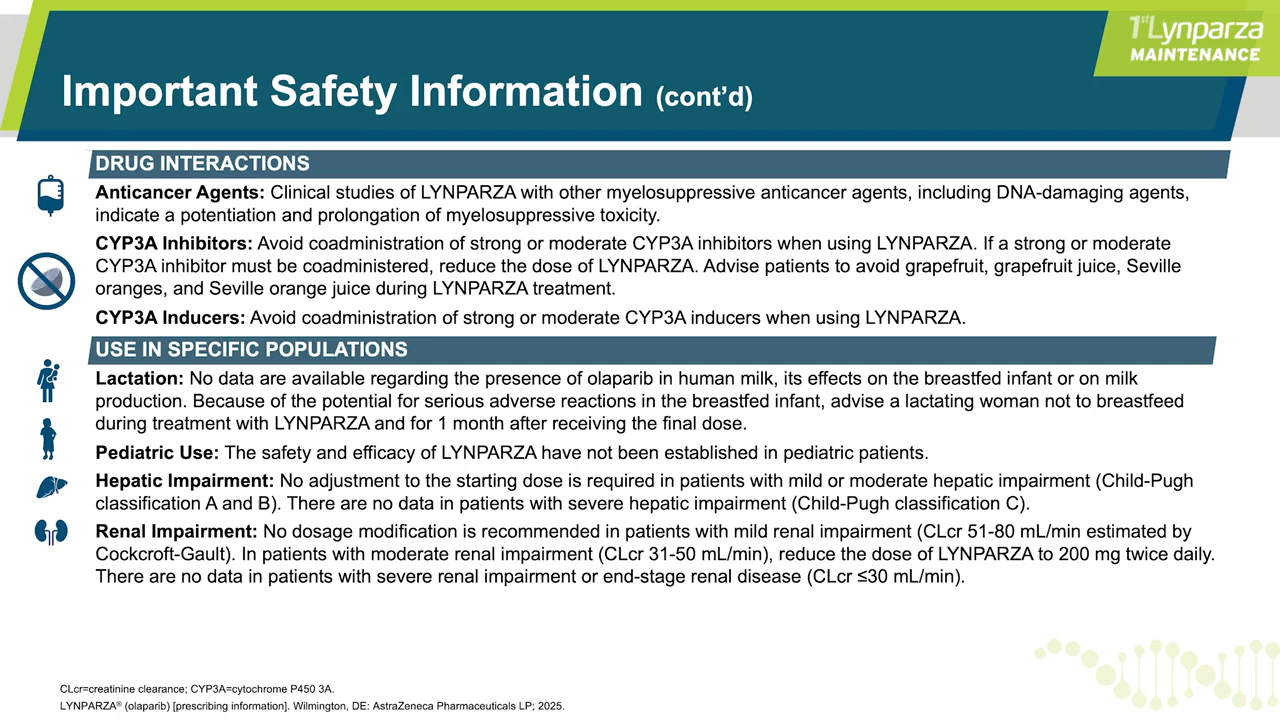 1st Lynparza
MAINTENANCE
Important Safety Information (cont’d)
DRUG INTERACTIONS
Anticancer Agents: Clinical studies of LYNPARZA with other myelosuppressive anticancer agents, including DNA-damaging agents,
indicate a potentiation and prolongation of myelosuppressive toxicity.
CYP3A Inhibitors: Avoid coadministration of strong or moderate CYP3A inhibitors when using LYNPARZA. If a strong or moderate
CYP3A inhibitor must be coadministered, reduce the dose of LYNPARZA. Advise patients to avoid grapefruit, grapefruit juice, Seville
oranges, and Seville orange juice during LYNPARZA treatment.
CYP3A Inducers: Avoid coadministration of strong or moderate CYP3A inducers when using LYNPARZA.
USE IN SPECIFIC POPULATIONS
Lactation: No data are available regarding the presence of olaparib in human milk, its effects on the breastfed infant or on milk
production. Because of the potential for serious adverse reactions in the breastfed infant, advise a lactating woman not to breastfeed
during treatment with LYNPARZA and for 1 month after receiving the final dose.
Pediatric Use: The safety and efficacy of LYNPARZA have not been established in pediatric patients.
Hepatic Impairment: No adjustment to the starting dose is required in patients with mild or moderate hepatic impairment (Child-Pugh
classification A and B). There are no data in patients with severe hepatic impairment (Child-Pugh classification C).
Renal Impairment: No dosage modification is recommended in patients with mild renal impairment (CLcr 51-80 mL/min estimated by
Cockcroft-Gault). In patients with moderate renal impairment (CLcr 31-50 mL/min), reduce the dose of LYNPARZA to 200 mg twice daily.
There are no data in patients with severe renal impairment or end-stage renal disease (CLcr ≤30 mL/min).
CLcr=creatinine clearance; CYP3A=cytochrome P450 3A.
LYNPARZA® (olaparib) [prescribing information]. Wilmington, DE: AstraZeneca Pharmaceuticals LP; 2025.